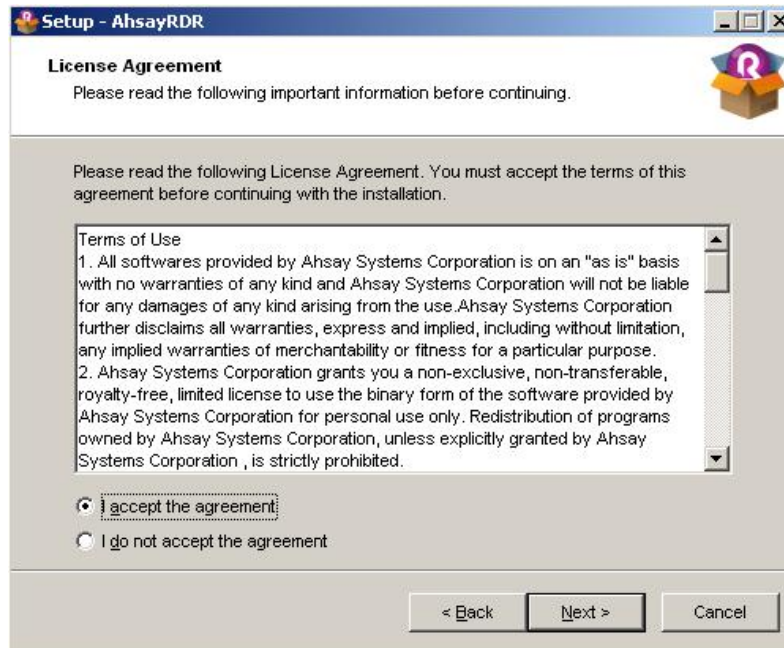 Setup - AhsayRDR
License Agreement
Please read the following important information before continuing.
R
Please read the following License Agreement. You must accept the terms of this
agreement before continuing with the installation.
Terms of Use
1. All softwares provided by Ahsay Systems Corporation is on an "as is" basis
with no warranties of any kind and Ahsay Systems Corporation will not be liable
for any damages of any kind arising from the use.Ahsay Systems Corporation
further disclaims all warranties, express and implied, including without limitation,
any implied warranties of merchantability or fitness for a particular purpose.
2. Ahsay Systems Corporation grants you a non-exclusive, non-transferable,
royalty-free, limited license to use the binary form of the software provided by
Ahsay Systems Corporation for personal use only. Redistribution of programs
owned by Ahsay Systems Corporation, unless explicitly granted by Ahsay
Systems Corporation , is strictly prohibited.
I accept the agreement
I do not accept the agreement
< Back
Next >
Cancel